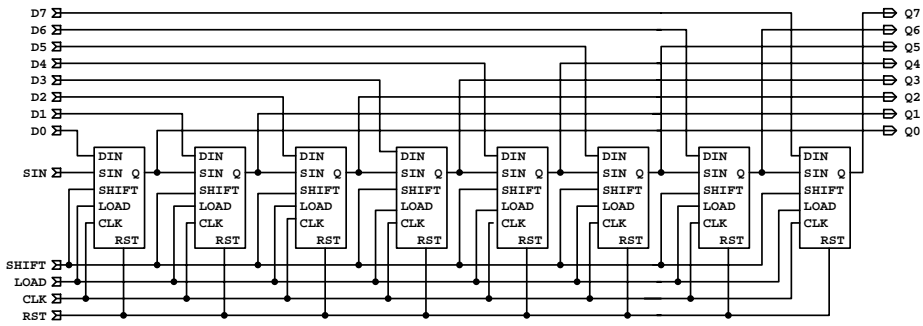 D7 Q7
D6 Q6
D5 Q5
D4 Q4
D3 Q3
D2 Q2
D1 Q1
D0 Q0
DIN DIN DIN DIN DIN DIN DIN DIN
SIN SIN Q SIN Q SIN Q SIN Q SIN Q SIN Q SIN Q SIN Q
SHIFT SHIFT SHIFT SHIFT SHIFT SHIFT SHIFT SHIFT
LOAD LOAD LOAD LOAD LOAD LOAD LOAD LOAD
CLK CLK CLK CLK CLK CLK CLK CLK
RST RST RST RST RST RST RST RST
SHIFT
LOAD
CLK
RST